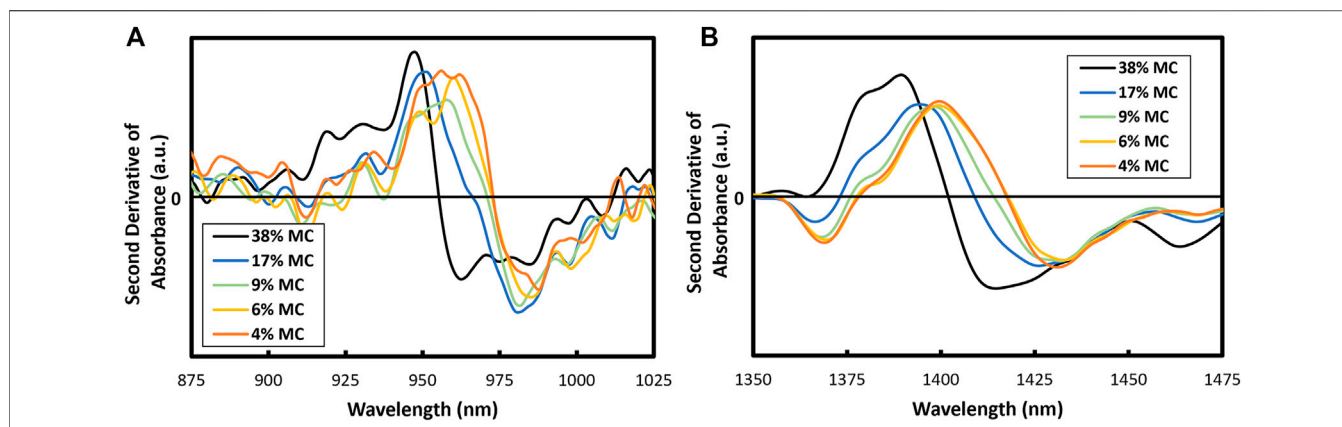 A
Second Derivative of
Absorbance (a.u.)
0
38% MC
17% MC
9% MC
6% MC
4% MC
875 900 925 950 975 1000 1025
Wavelength (nm)
B
Second Derivative of
Absorbance (a.u.)
0
38% MC
17% MC
9% MC
6% MC
4% MC
1350 1375 1400 1425 1450 1475
Wavelength (nm)